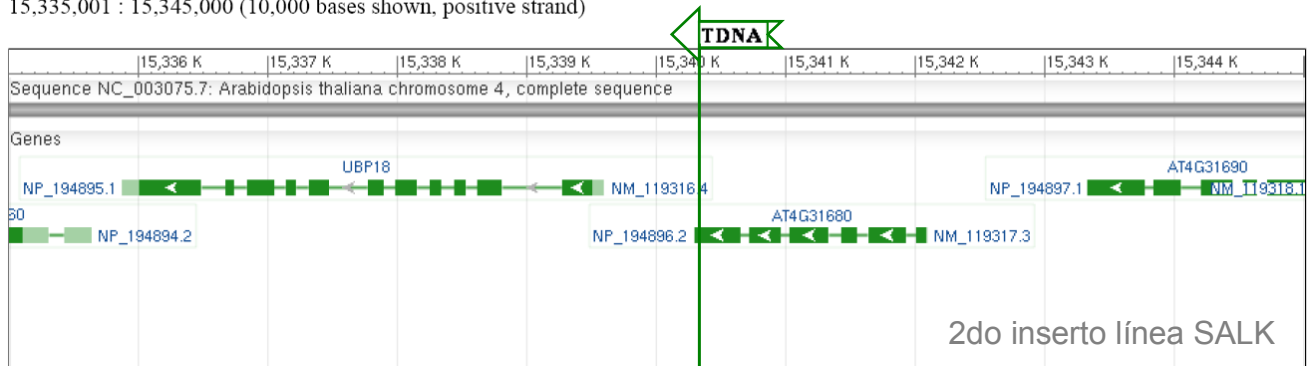 15,335,001 : 15,345,000 (10,000 bases shown, positive strand)
TDNA
15,336 K 15,337 K 15,338 K 15,339 K 15,340 K 15,341 K 15,342 K 15,343 K 15,344 K
Sequence NC_003075.7: Arabidopsis thaliana chromosome 4, complete sequence
Genes
UBP18 AT4G31690
NP_194895.1 NM_119316.4 NP_194897.1 NM_119318.1
60 AT4G31680
NP_194894.2 NP_194896.2 NM_119317.3
2do inserto línea SALK